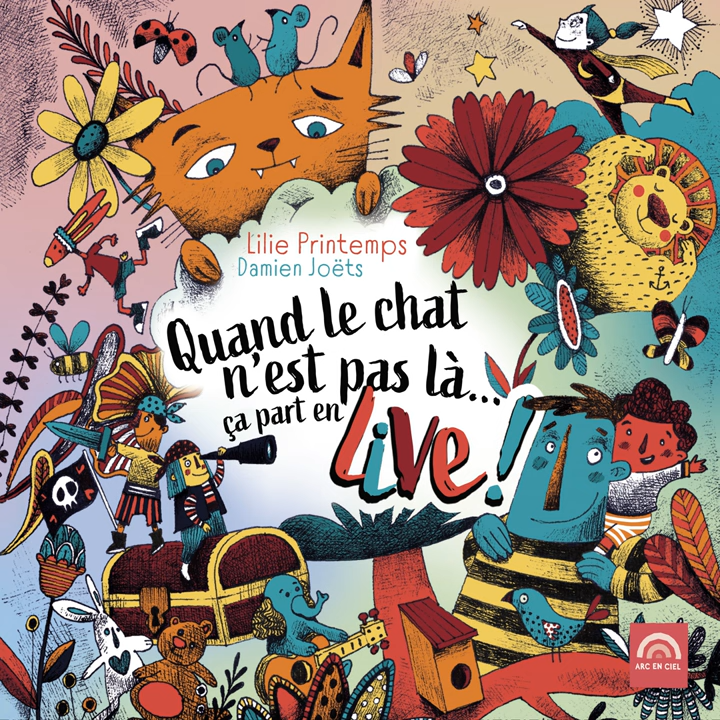 Lilie Printemps
Damien Joëts
Quand le chat
n'est pas là...
ça part en Live !
ARC EN CIEL